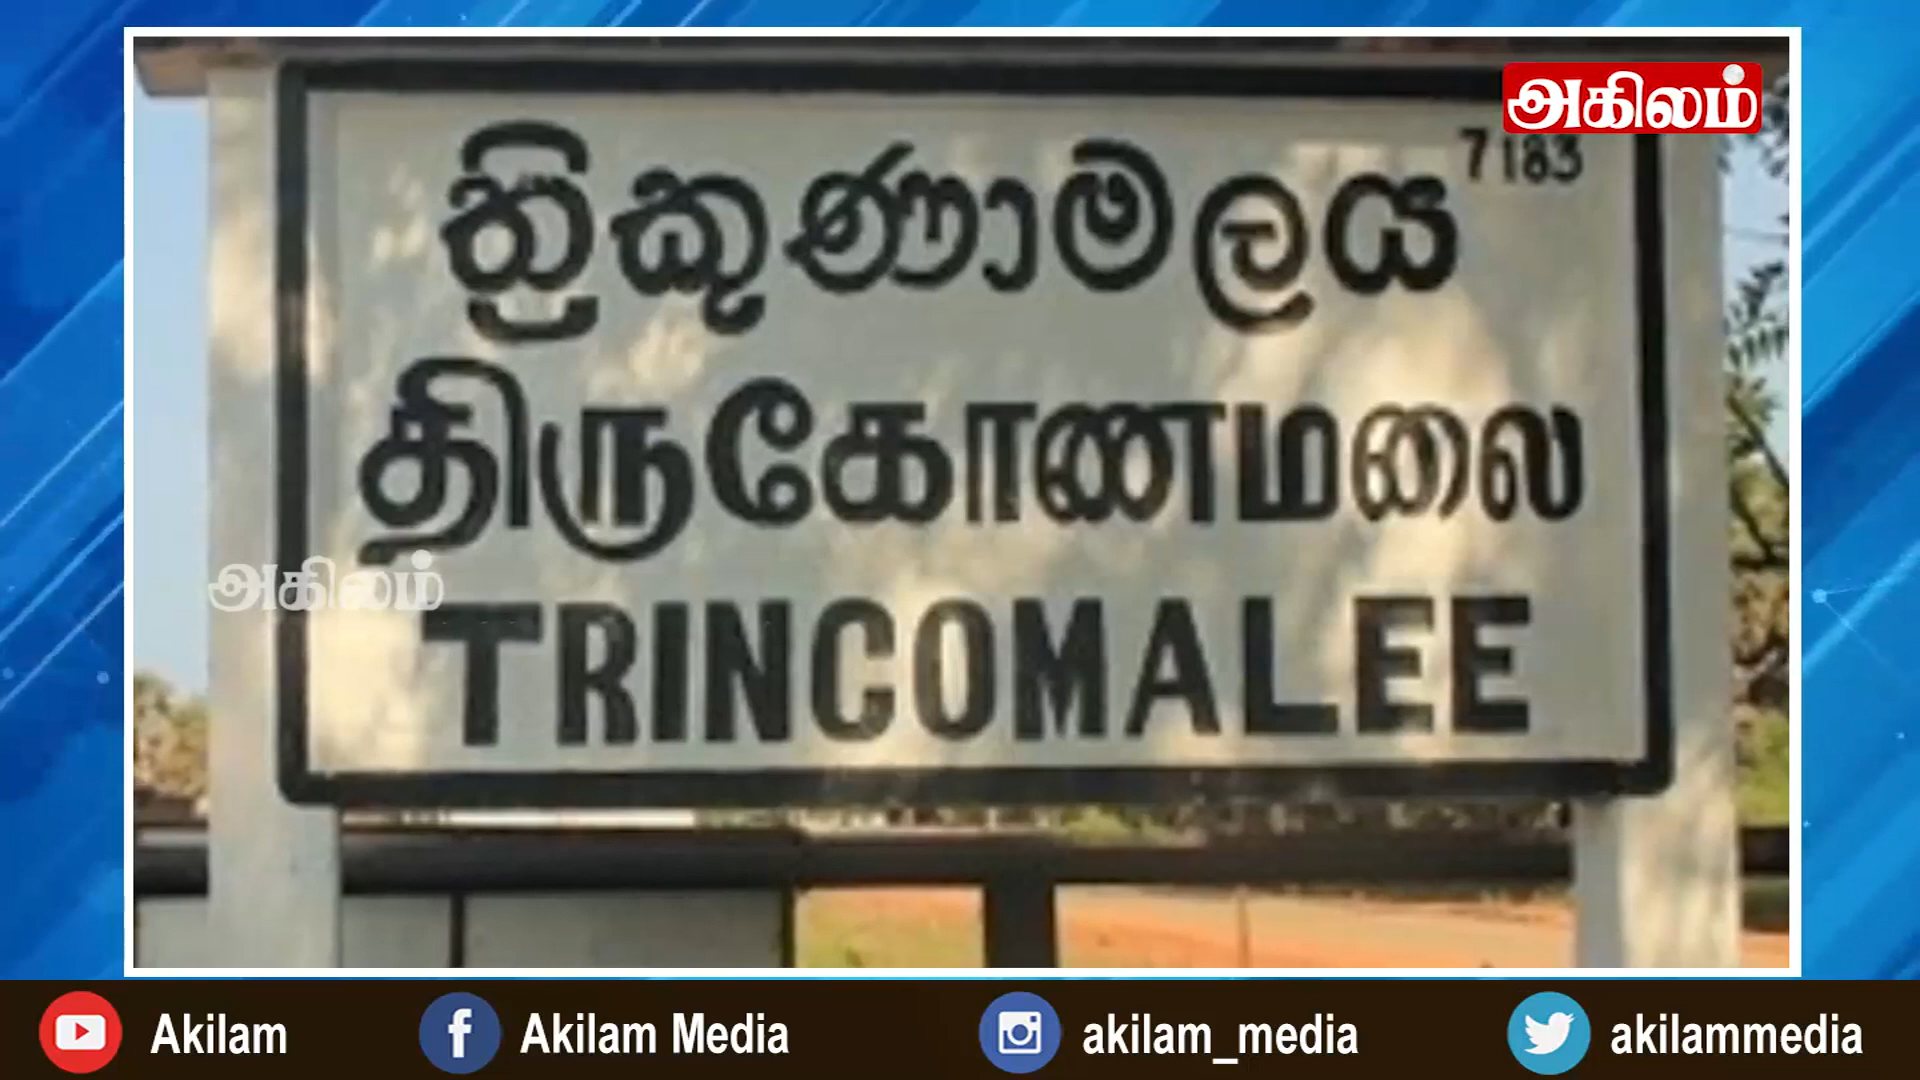 அகிலம்
7183
ත්‍රිකුණාමලය
திருகோணமலை
அகிலம்
TRINCOMALEE
Akilam
Akilam Media
akilam_media
akilammedia